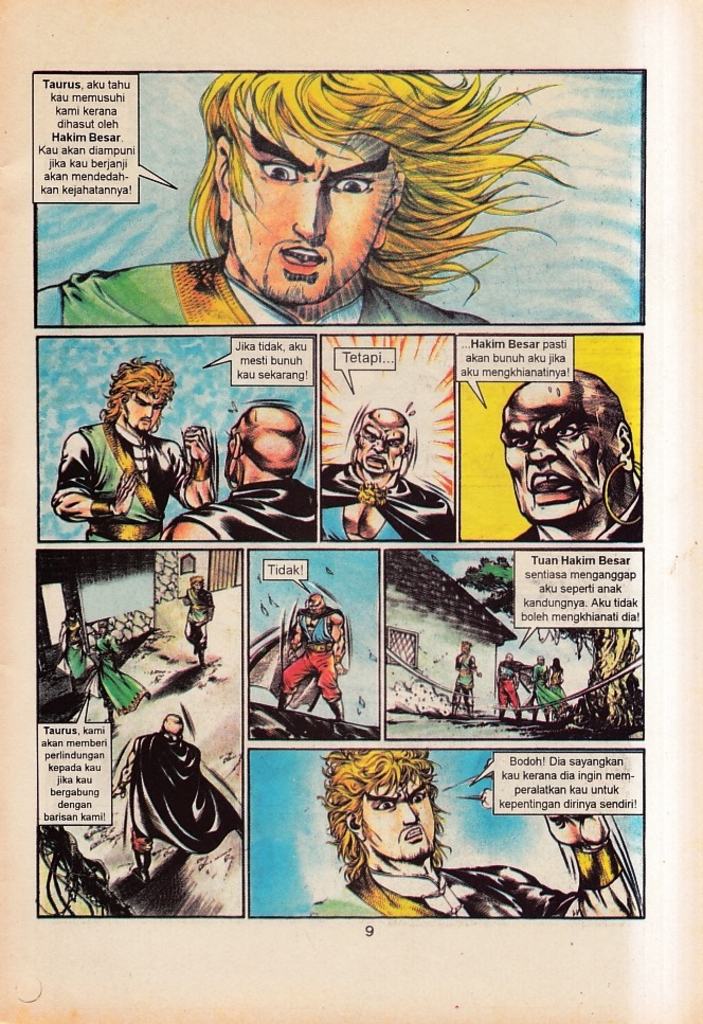 Taurus, aku tahu
kau memusuhi
kami kerana
dihasut oleh
Hakim Besar.
Kau akan diampuni
jika kau berjanji
akan mendedah-
kan kejahatannya!
Jika tidak, aku
mesti bunuh
kau sekarang!
Tetapi...
...Hakim Besar pasti
akan bunuh aku jika
aku mengkhianatinya!
Taurus, kami
akan memberi
perlindungan
kepada kau
jika kau
bergabung
dengan
barisan kami!
Tidak!
Tuan Hakim Besar
sentiasa menganggap
aku seperti anak
kandungnya. Aku tidak
boleh mengkhianati dia!
Bodoh! Dia sayangkan
kau kerana dia ingin mem-
peralatkan kau untuk
kepentingan dirinya sendiri!
9